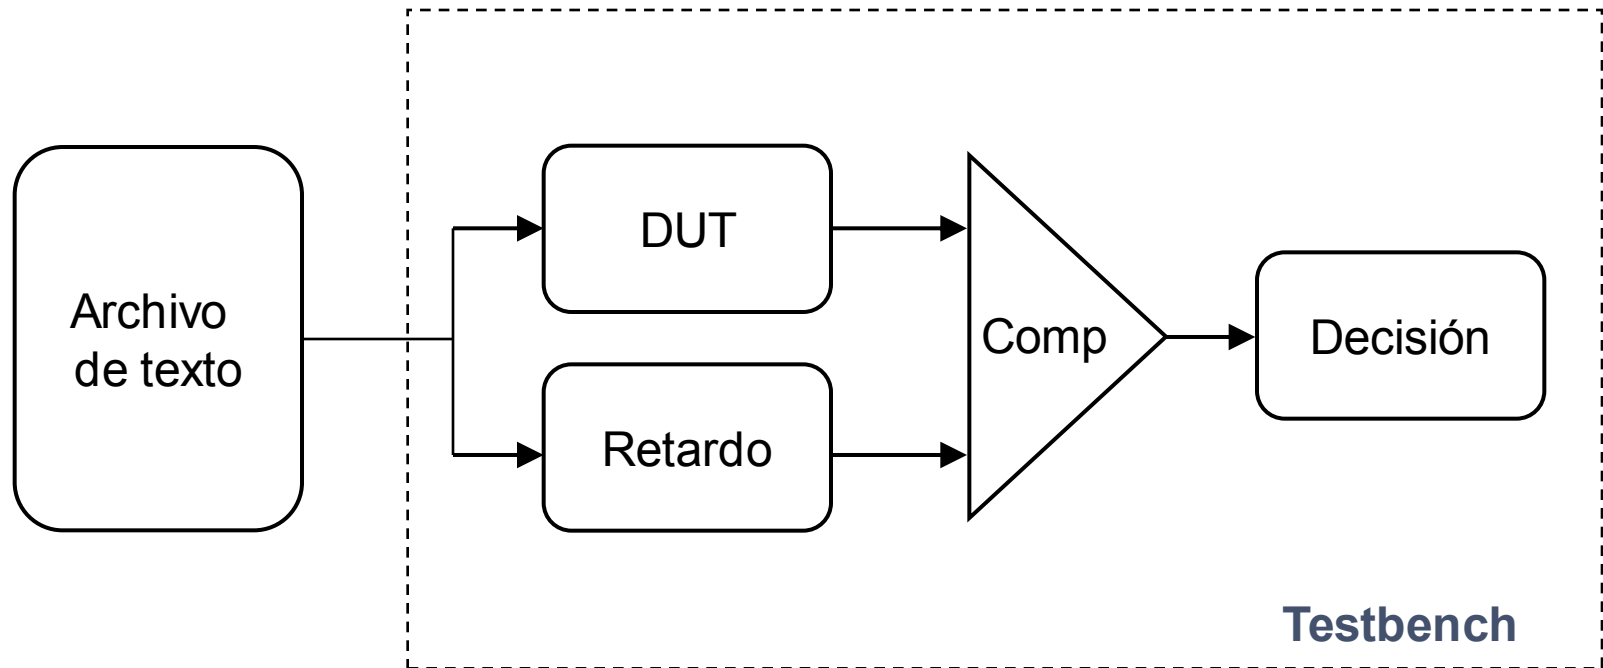 Archivo
de texto
DUT
Retardo
Comp
Decisión
Testbench